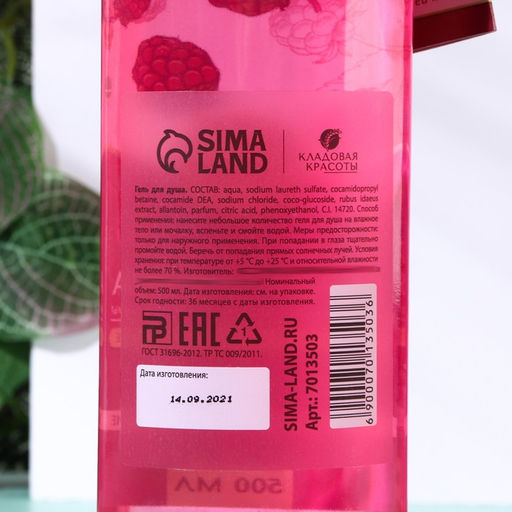 SIMA
LAND
КЛАДОВАЯ
КРАСОТЫ
Гель для душа. СОСТАВ: aqua, sodium laureth sulfate, cocamidopropyl
betaine, cocamide DEA, sodium chloride, coco-glucoside, rubus idaeus
extract, allantoin, parfum, citric acid, phenoxyethanol, C.I. 14720. Способ
применения: нанесите небольшое количество геля для душа на влажное
тело или мочалку, вспеньте и смойте водой. Меры предосторожности:
только для наружного применения. При попадании в глаза тщательно
промойте водой. Беречь от попадания прямых солнечных лучей. Условия
хранения: при температуре от +5 °С до +25 °С и относительной влажности
не более 70 %. Изготовитель:
Номинальный
объем: 500 мл. Дата изготовления: см. на упаковке.
Срок годности: 36 месяцев с даты изготовления.
EAC
1
ГОСТ 31696-2012. ТР ТС 009/2011.
Дата изготовления:
14.09.2021
SIMA-LAND.RU
Арт.: 7013503
6900070135036
500 МЛ